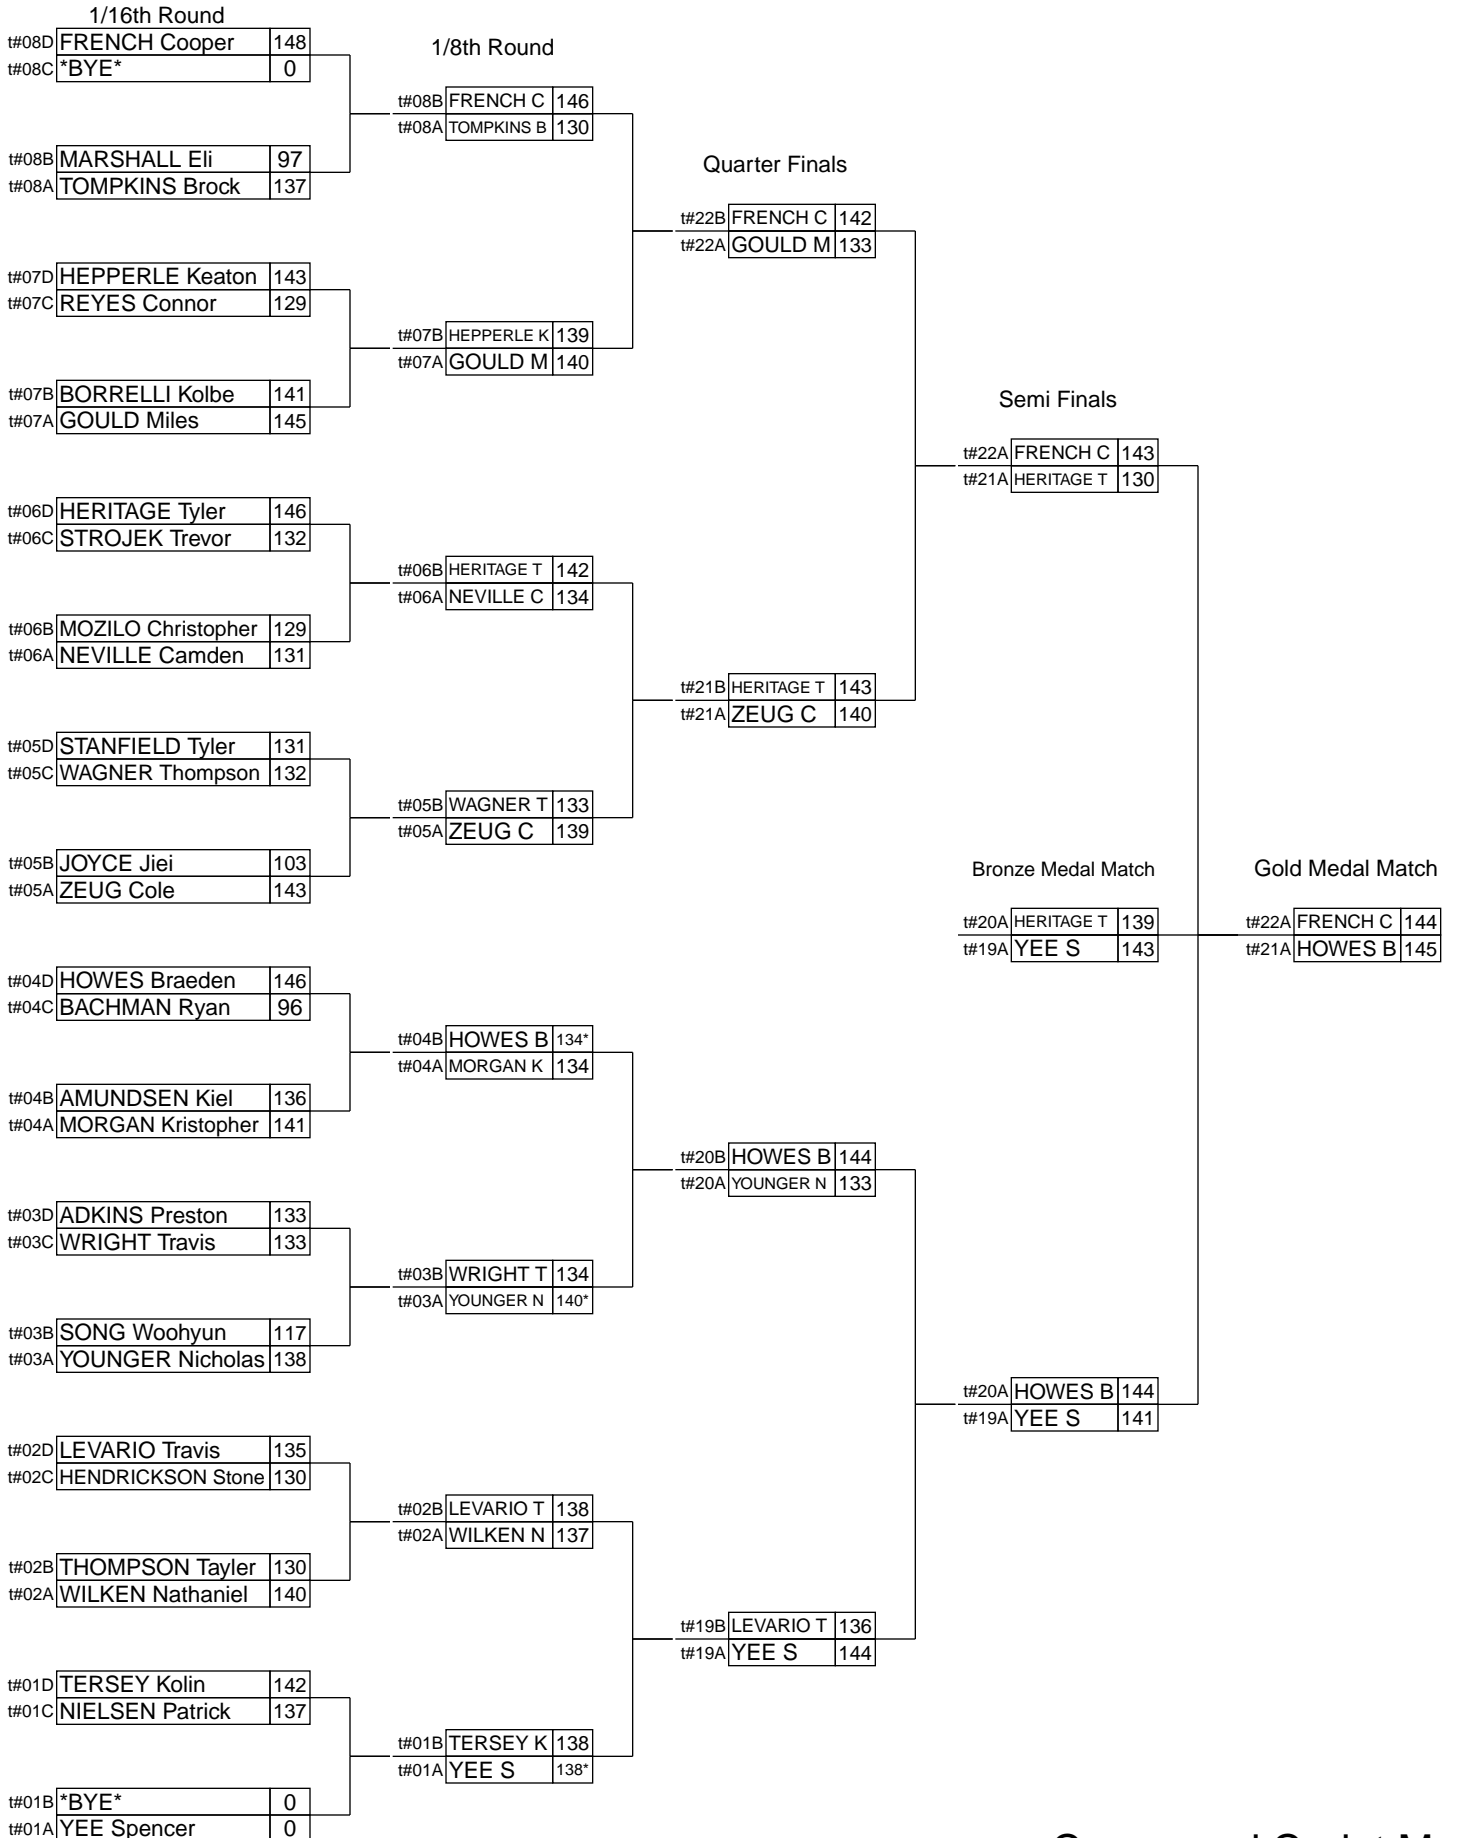 1/16th Round
t#08D FRENCH Cooper 148
t#08C *BYE* 0
t#08B MARSHALL Eli 97
t#08A TOMPKINS Brock 137
t#07D HEPPERLE Keaton 143
t#07C REYES Connor 129
t#07B BORRELLI Kolbe 141
t#07A GOULD Miles 145
t#06D HERITAGE Tyler 146
t#06C STROJEK Trevor 132
t#06B MOZILO Christopher 129
t#06A NEVILLE Camden 131
t#05D STANFIELD Tyler 131
t#05C WAGNER Thompson 132
t#05B JOYCE Jiei 103
t#05A ZEUG Cole 143
t#04D HOWES Braeden 146
t#04C BACHMAN Ryan 96
t#04B AMUNDSEN Kiel 136
t#04A MORGAN Kristopher 141
t#03D ADKINS Preston 133
t#03C WRIGHT Travis 133
t#03B SONG Woohyun 117
t#03A YOUNGER Nicholas 138
t#02D LEVARIO Travis 135
t#02C HENDRICKSON Stone 130
t#02B THOMPSON Tayler 130
t#02A WILKEN Nathaniel 140
t#01D TERSEY Kolin 142
t#01C NIELSEN Patrick 137
t#01B *BYE* 0
t#01A YEE Spencer 0
1/8th Round
t#08B FRENCH C 146
t#08A TOMPKINS B 130
t#07B HEPPERLE K 139
t#07A GOULD M 140
t#06B HERITAGE T 142
t#06A NEVILLE C 134
t#05B WAGNER T 133
t#05A ZEUG C 139
t#04B HOWES B 134*
t#04A MORGAN K 134
t#03B WRIGHT T 134
t#03A YOUNGER N 140*
t#02B LEVARIO T 138
t#02A WILKEN N 137
t#01B TERSEY K 138
t#01A YEE S 138*
Quarter Finals
t#22B FRENCH C 142
t#22A GOULD M 133
t#21B HERITAGE T 143
t#21A ZEUG C 140
t#20B HOWES B 144
t#20A YOUNGER N 133
t#19B LEVARIO T 136
t#19A YEE S 144
Semi Finals
t#22A FRENCH C 143
t#21A HERITAGE T 130
t#20A HOWES B 144
t#19A YEE S 141
Bronze Medal Match
t#20A HERITAGE T 139
t#19A YEE S 143
Gold Medal Match
t#22A FRENCH C 144
t#21A HOWES B 145